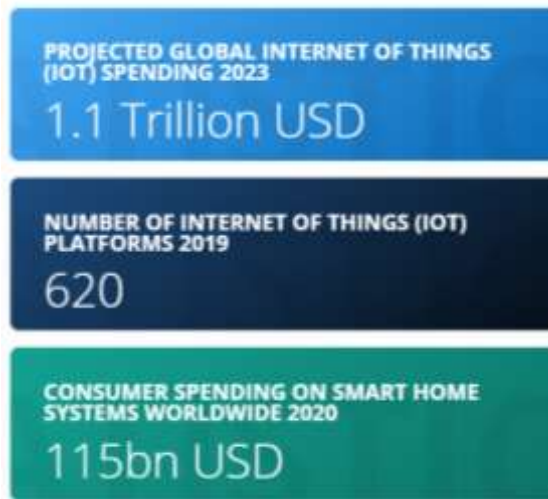 PROJECTED GLOBAL INTERNET OF THINGS
(IOT) SPENDING 2023
1.1 Trillion USD
NUMBER OF INTERNET OF THINGS (IOT)
PLATFORMS 2019
620
CONSUMER SPENDING ON SMART HOME
SYSTEMS WORLDWIDE 2020
115bn USD